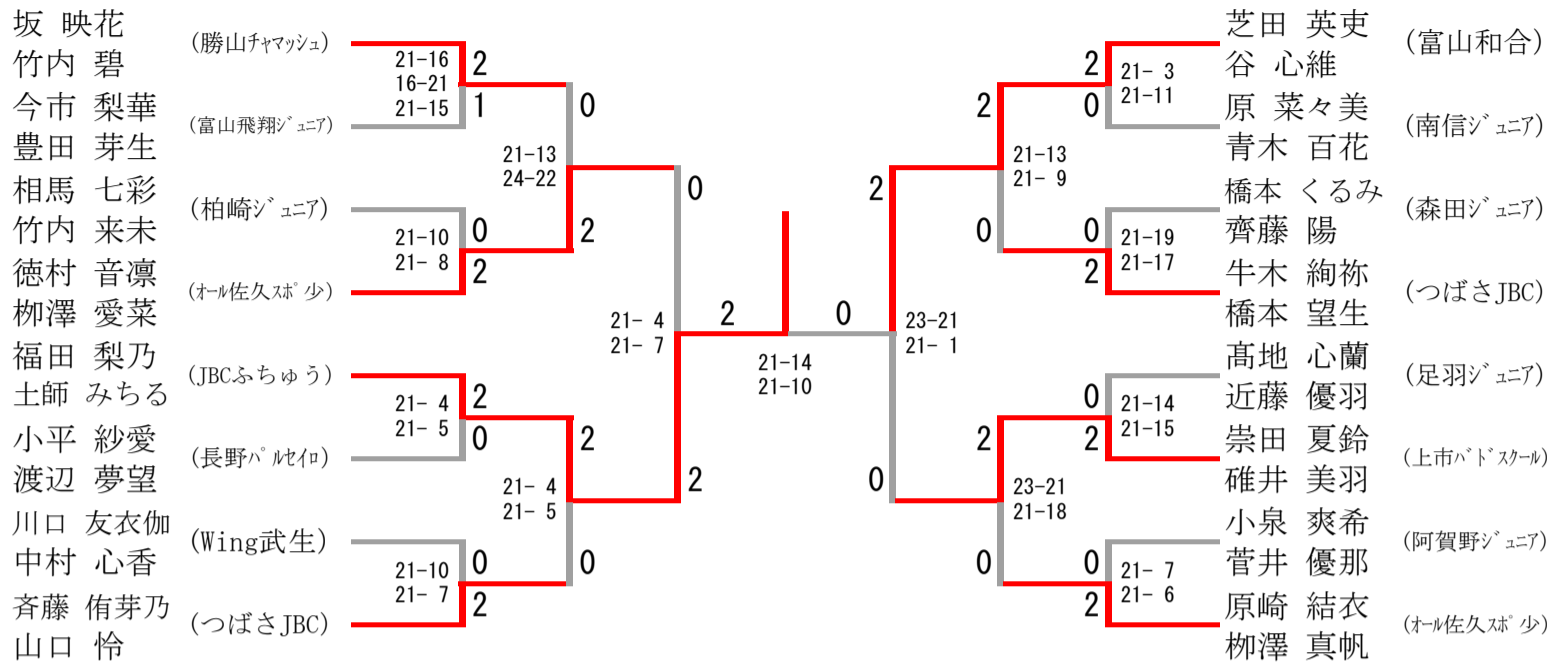 坂 映花
竹内 碧
(勝山チャマッシュ)
今市 梨華
豊田 芽生
(富山飛翔ジュニア)
相馬 七彩
竹内 来未
(柏崎ジュニア)
徳村 音凛
栁澤 愛菜
(オール佐久スポ少)
福田 梨乃
土師 みちる
(JBCふちゅう)
小平 紗愛
渡辺 夢望
(長野パルセイロ)
川口 友衣伽
中村 心香
(Wing武生)
斉藤 侑芽乃
山口 怜
(つばさJBC)
21-16
16-21
21-15
2
1
21-10
21- 8
0
2
21- 4
21- 5
2
0
21-10
21- 7
0
2
21-13
24-22
0
2
21- 4
21- 5
2
0
21- 4
21- 7
0
2
2
0
21-14
21-10
23-21
21- 1
2
0
21-13
21- 9
2
0
23-21
21-18
2
0
2
0
21- 3
21-11
0
2
21-19
21-17
0
2
21-14
21-15
0
2
21- 7
21- 6
芝田 英吏
谷 心維
(富山和合)
原 菜々美
青木 百花
(南信ジュニア)
橋本 くるみ
齊藤 陽
(森田ジュニア)
牛木 絢祢
橋本 望生
(つばさJBC)
髙地 心蘭
近藤 優羽
(足羽ジュニア)
崇田 夏鈴
碓井 美羽
(上市バドスクール)
小泉 爽希
菅井 優那
(阿賀野ジュニア)
原崎 結衣
栁澤 真帆
(オール佐久スポ少)